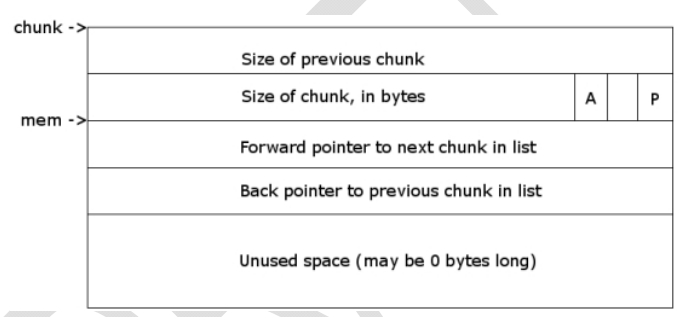 chunk ->
Size of previous chunk
Size of chunk, in bytes A P
mem ->
Forward pointer to next chunk in list
Back pointer to previous chunk in list
Unused space (may be 0 bytes long)